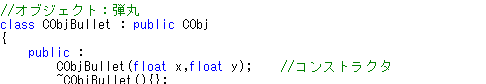 //オブジェクト：弾丸
class CObjBullet : public CObj
{
    public :
        CObjBullet(float x,float y);    //コンストラクタ
        ~CObjBullet(){};